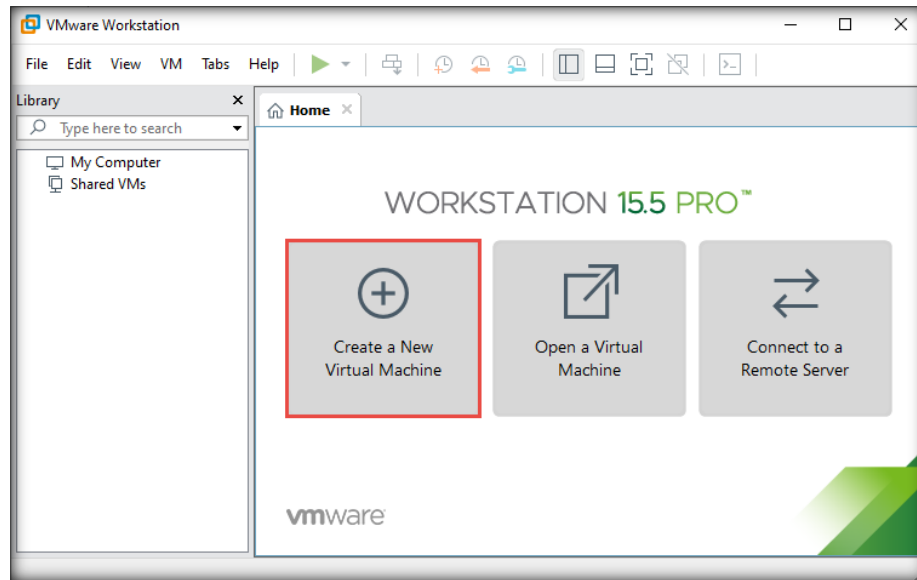 VMware Workstation
File Edit View VM Tabs Help
Library
Type here to search
My Computer
Shared VMs
Home
WORKSTATION 15.5 PRO™
Create a New
Virtual Machine
Open a Virtual
Machine
Connect to a
Remote Server
vmware